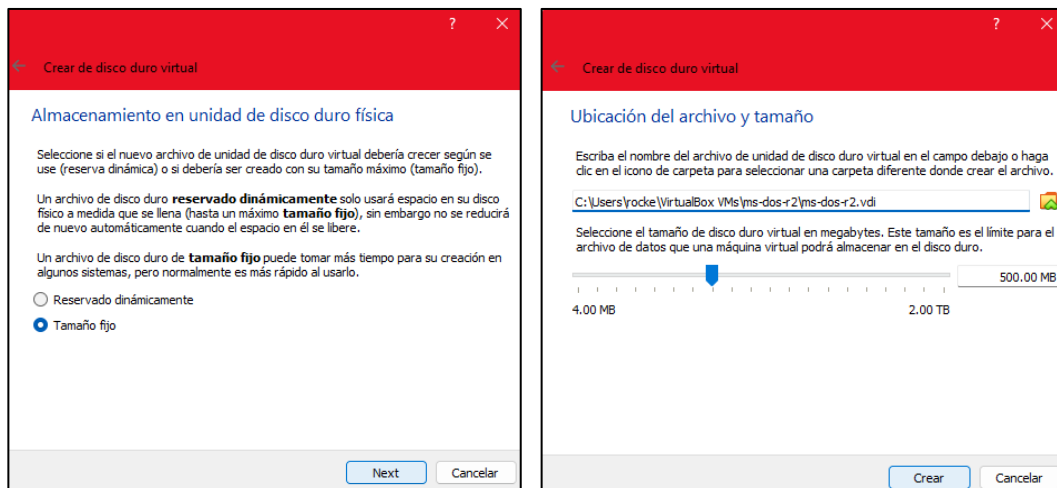 Crear de disco duro virtual
Almacenamiento en unidad de disco duro física
Seleccione si el nuevo archivo de unidad de disco duro virtual debería crecer según se
use (reserva dinámica) o si debería ser creado con su tamaño máximo (tamaño fijo).
Un archivo de disco duro reservado dinámicamente solo usará espacio en su disco
físico a medida que se llena (hasta un máximo tamaño fijo), sin embargo no se reducirá
de nuevo automáticamente cuando el espacio en él se libere.
Un archivo de disco duro de tamaño fijo puede tomar más tiempo para su creación en
algunos sistemas, pero normalmente es más rápido al usarlo.
Reservado dinámicamente
Tamaño fijo
Next
Cancelar
Crear de disco duro virtual
Ubicación del archivo y tamaño
Escriba el nombre del archivo de unidad de disco duro virtual en el campo debajo o haga
clic en el icono de carpeta para seleccionar una carpeta diferente donde crear el archivo.
C:\Users\rocke\VirtualBox VMs\ms-dos-r2\ms-dos-r2.vdi
Seleccione el tamaño de disco duro virtual en megabytes. Este tamaño es el límite para el
archivo de datos que una máquina virtual podrá almacenar en el disco duro.
500.00 MB
4.00 MB
2.00 TB
Crear
Cancelar